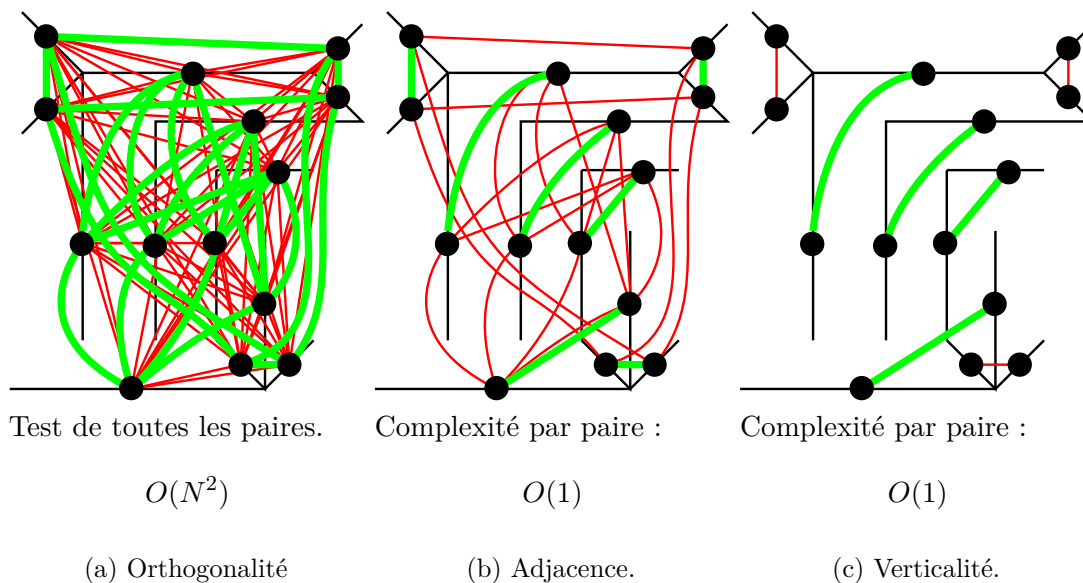 Test de toutes les paires.
O(N²)
(a) Orthogonalité
Complexité par paire :
O(1)
(b) Adjacence.
Complexité par paire :
O(1)
(c) Verticalité.